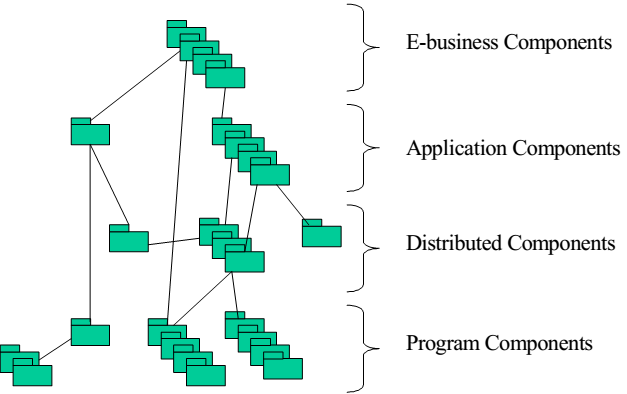 E-business Components
Application Components
Distributed Components
Program Components